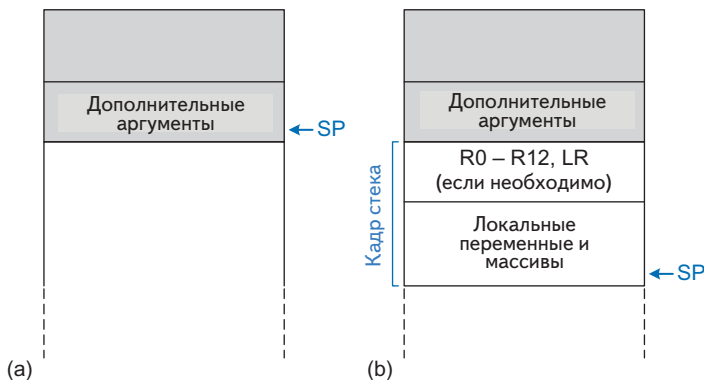 Дополнительные
аргументы
SP
(a)
Дополнительные
аргументы
R0 – R12, LR
(если необходимо)
Локальные
переменные и
массивы
Кадр стека
SP
(b)